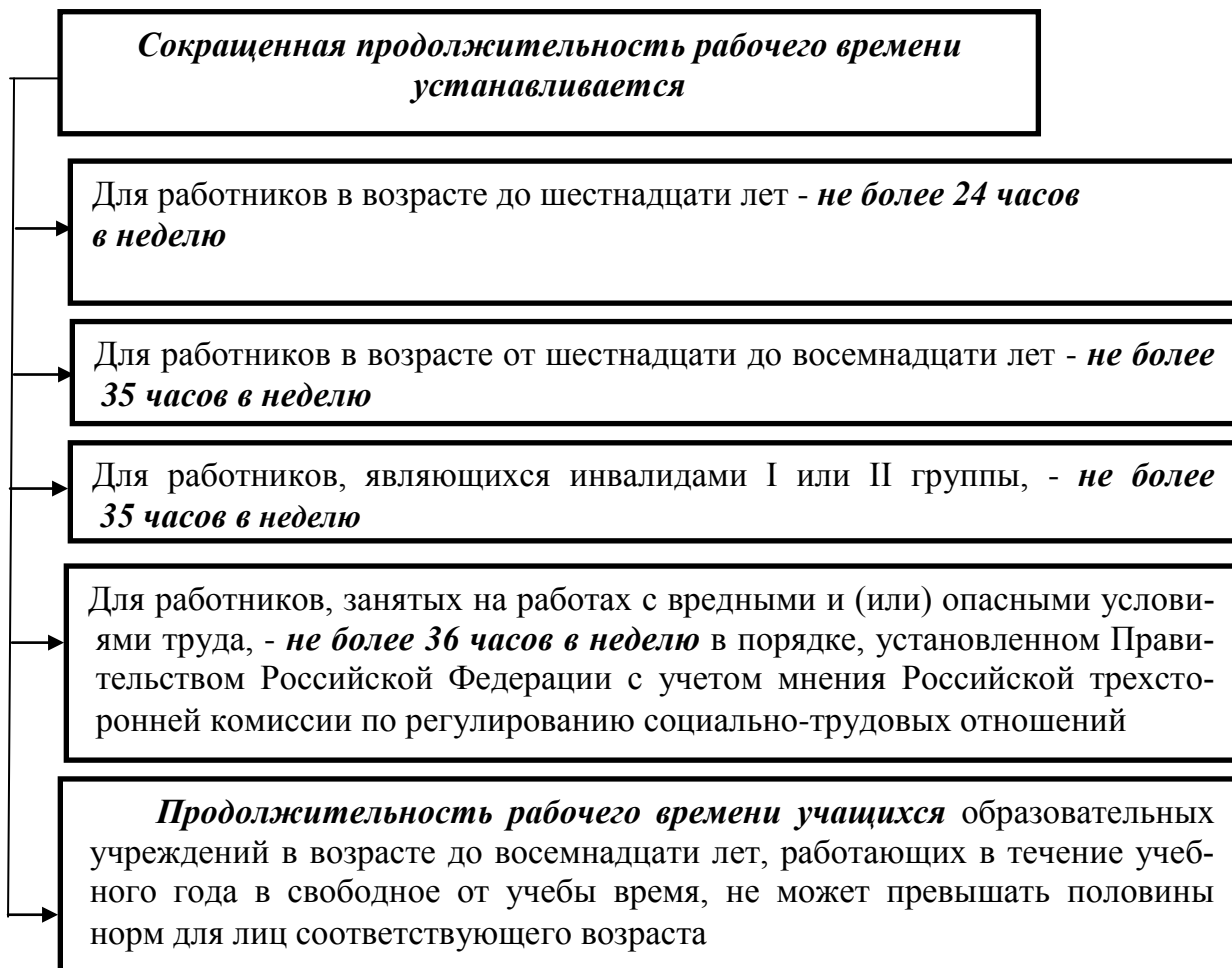 Сокращенная продолжительность рабочего времени
устанавливается
Для работников в возрасте до шестнадцати лет - не более 24 часов
в неделю
Для работников в возрасте от шестнадцати до восемнадцати лет - не более
35 часов в неделю
Для работников, являющихся инвалидами I или II группы, - не более
35 часов в неделю
Для работников, занятых на работах с вредными и (или) опасными услови-
ями труда, - не более 36 часов в неделю в порядке, установленном Прави-
тельством Российской Федерации с учетом мнения Российской трехсто-
ронней комиссии по регулированию социально-трудовых отношений
Продолжительность рабочего времени учащихся образовательных
учреждений в возрасте до восемнадцати лет, работающих в течение учеб-
ного года в свободное от учебы время, не может превышать половины
норм для лиц соответствующего возраста